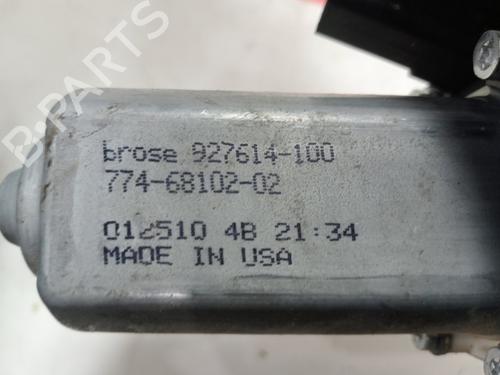 B-PARTS
brose 927614-100
774-68102-02
012510 4B 21:34
MADE IN USA